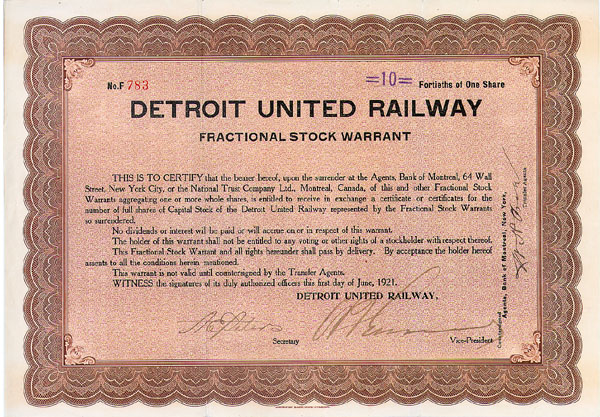 No. F 783
=10= Fortieths of One Share
DETROIT UNITED RAILWAY
FRACTIONAL STOCK WARRANT
THIS IS TO CERTIFY that the bearer hereof, upon the surrender at the Agents, Bank of Montreal, 64 Wall
Street, New York City, or the National Trust Company Ltd., Montreal, Canada, of this and other Fractional Stock
Warrants aggregating one or more whole shares, is entitled to receive in exchange a certificate or certificates for the
number of full shares of Capital Stock of the Detroit United Railway represented by the Fractional Stock Warrants
so surrendered.
No dividends or interest will be paid or will accrue on or in respect of this warrant.
The holder of this warrant shall not be entitled to any voting or other rights of a stockholder with respect thereof.
This Fractional Stock Warrant and all rights hereunder shall pass by delivery. By acceptance the holder hereof
assents to all the conditions herein mentioned.
This warrant is not valid until countersigned by the Transfer Agents.
WITNESS the signatures of its duly authorized officers this first day of June, 1921.
DETROIT UNITED RAILWAY,
Secretary
Vice-President
Countersigned
Agents, Bank of Montreal, New York,
Transfer Agents